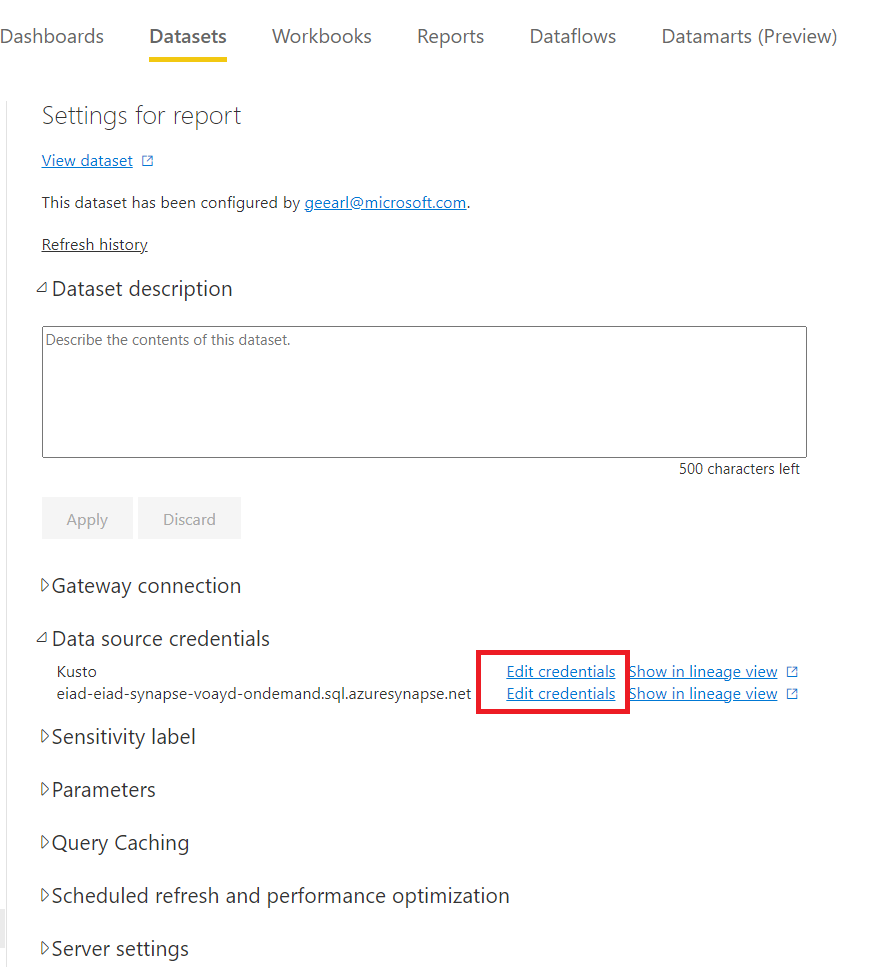 Dashboards Datasets Workbooks Reports Dataflows Datamarts (Preview)
Settings for report
View dataset
This dataset has been configured by geearl@microsoft.com.
Refresh history
Dataset description
Describe the contents of this dataset.
500 characters left
Apply Discard
Gateway connection
Data source credentials
Kusto Edit credentials Show in lineage view
eiad-eiad-synapse-voayd-ondemand.sql.azuresynapse.net Edit credentials Show in lineage view
Sensitivity label
Parameters
Query Caching
Scheduled refresh and performance optimization
Server settings